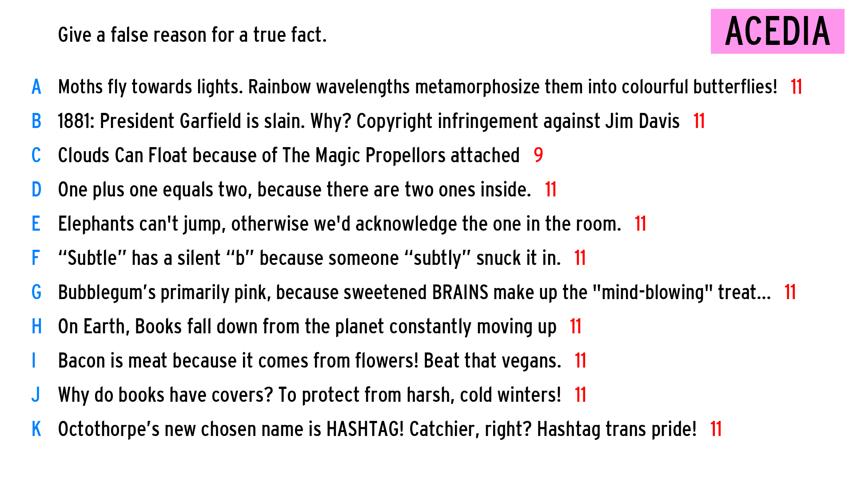 Give a false reason for a true fact.
ACEDIA
A Moths fly towards lights. Rainbow wavelengths metamorphosize them into colourful butterflies! 11
B 1881: President Garfield is slain. Why? Copyright infringement against Jim Davis 11
C Clouds Can Float because of The Magic Propellors attached 9
D One plus one equals two, because there are two ones inside. 11
E Elephants can't jump, otherwise we'd acknowledge the one in the room. 11
F “Subtle” has a silent “b” because someone “subtly” snuck it in. 11
G Bubblegum’s primarily pink, because sweetened BRAINS make up the "mind-blowing" treat... 11
H On Earth, Books fall down from the planet constantly moving up 11
I Bacon is meat because it comes from flowers! Beat that vegans. 11
J Why do books have covers? To protect from harsh, cold winters! 11
K Octothorpe’s new chosen name is HASHTAG! Catchier, right? Hashtag trans pride! 11